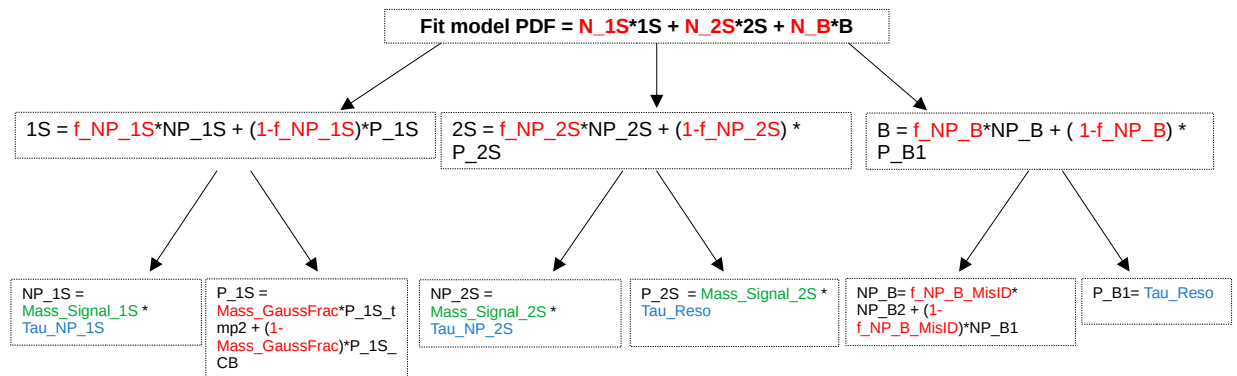 Fit model PDF = N_1S*1S + N_2S*2S + N_B*B
1S = f_NP_1S*NP_1S + (1-f_NP_1S)*P_1S
2S = f_NP_2S*NP_2S + (1-f_NP_2S) *
P_2S
B = f_NP_B*NP_B + ( 1-f_NP_B) *
P_B1
NP_1S =
Mass_Signal_1S *
Tau_NP_1S
P_1S =
Mass_GaussFrac*P_1S_t
mp2 + (1-
Mass_GaussFrac)*P_1S_
CB
NP_2S =
Mass_Signal_2S *
Tau_NP_2S
P_2S = Mass_Signal_2S *
Tau_Reso
NP_B= f_NP_B_MisID*
NP_B2 + (1-
f_NP_B_MisID)*NP_B1
P_B1= Tau_Reso